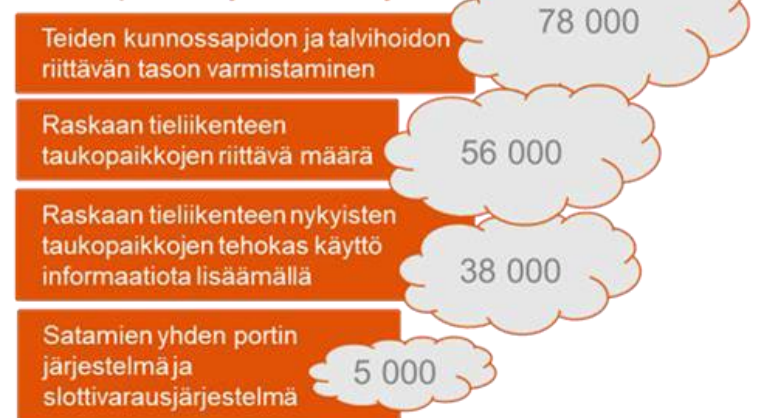 78 000
Teiden kunnossapidon ja talvihoidon
riittävän tason varmistaminen
Raskaan tieliikenteen
taukopaikkojen riittävä määrä
56 000
Raskaan tieliikenteen nykyisten
taukopaikkojen tehokas käyttö
informaatiota lisäämällä
38 000
Satamien yhden portin
järjestelmä ja
slottivarausjärjestelmä
5 000